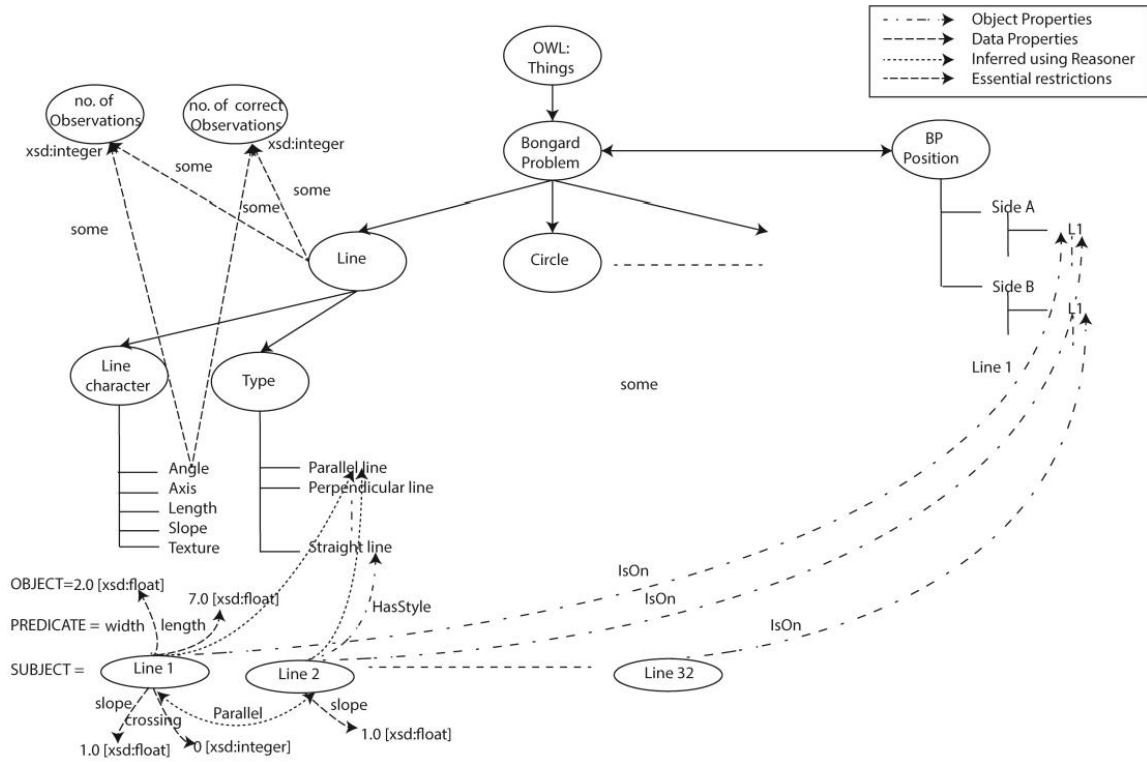 Object Properties
Data Properties
Inferred using Reasoner
Essential restrictions
OWL:
Things
no. of
Observations
no. of correct
Observations
xsd:integer
xsd:integer
Bongard
Problem
BP
Position
some
some
some
some
Side A
L1
Line
Circle
Side B
L1
Line
character
Type
Line 1
some
Angle
Axis
Length
Slope
Texture
Parallel line
Perpendicular line
Straight line
OBJECT=2.0 [xsd:float]
7.0 [xsd:float]
PREDICATE = width
length
HasStyle
IsOn
IsOn
IsOn
SUBJECT =
Line 1
Line 2
Line 32
slope
crossing
Parallel
slope
1.0 [xsd:float]
0 [xsd:integer]
1.0 [xsd:float]